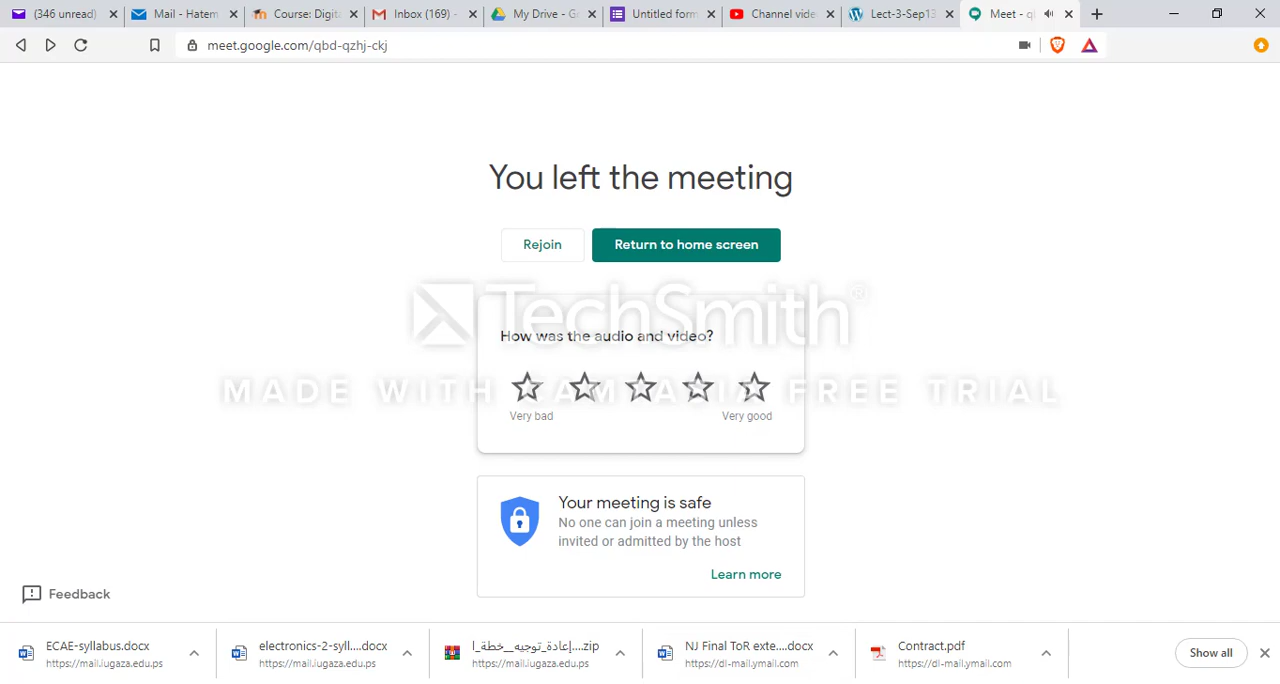 (346 unread)
Mail - Hatem
Course: Digita
Inbox (169) -
My Drive - Go
Untitled form
Channel vide
Lect-3-Sep13
Meet - q
meet.google.com/qbd-qzhj-ckj
You left the meeting
Rejoin
Return to home screen
TechSmith®
How was the audio and video?
MADE WITH CAMTASIA FREE TRIAL
Very bad
Very good
Your meeting is safe
No one can join a meeting unless
invited or admitted by the host
Learn more
Feedback
ECAE-syllabus.docx
https://mail.iugaza.edu.ps
electronics-2-syll....docx
https://mail.iugaza.edu.ps
إعادة_توجيه__خطة_ا....zip
https://mail.iugaza.edu.ps
NJ Final ToR exte....docx
https://dl-mail.ymail.com
Contract.pdf
https://dl-mail.ymail.com
Show all